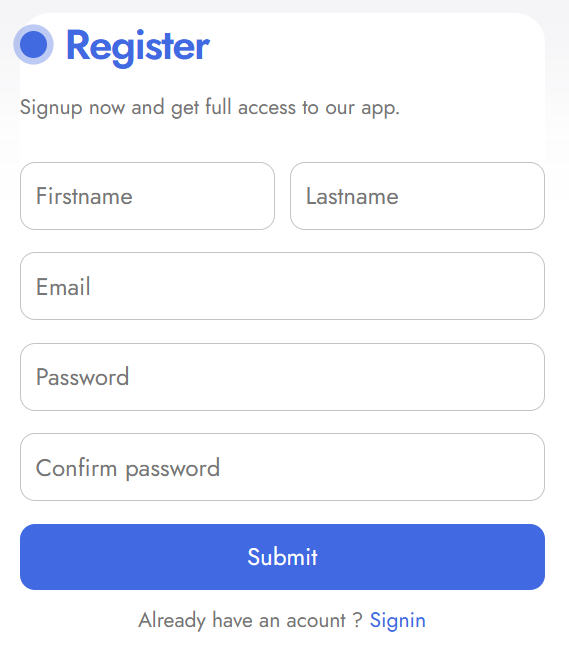 Register
Signup now and get full access to our app.
Firstname Lastname
Email
Password
Confirm password
Submit
Already have an acount ? Signin